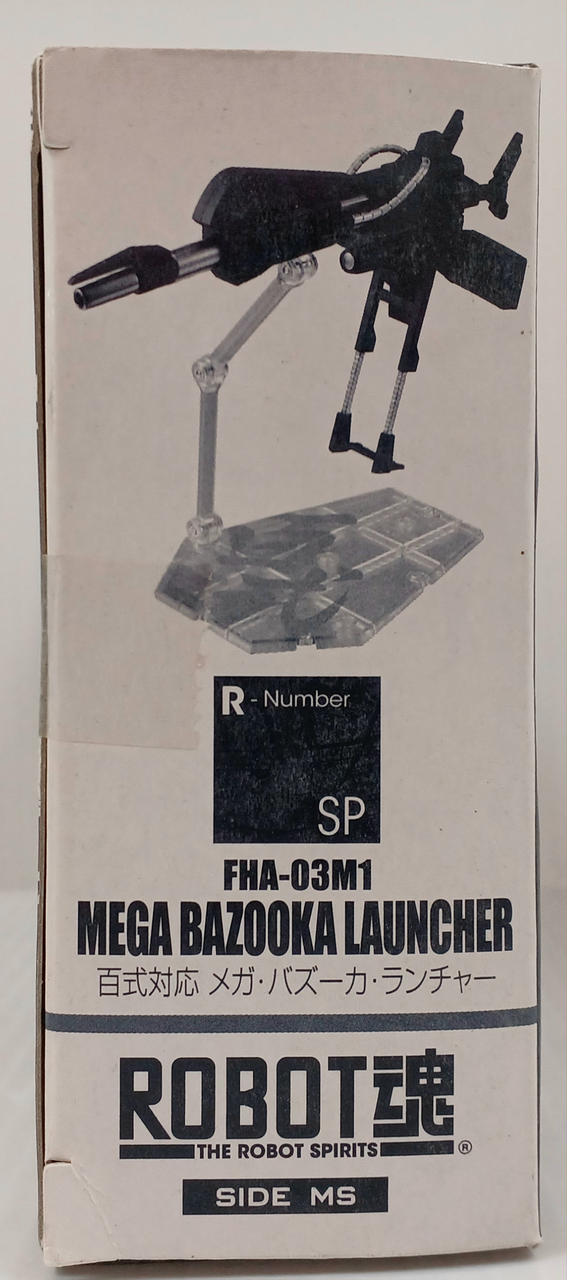 R - Number
SP
FHA-03M1
MEGA BAZOOKA LAUNCHER
百式対応 メガ・バズーカ・ランチャー
ROBOT魂
THE ROBOT SPIRITS ®
SIDE MS